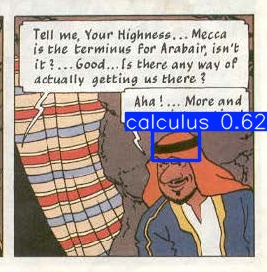 Tell me, Your Highness... Mecca
is the terminus for Arabair, isn't
it?... Good... Is there any way of
actually getting us there?
Aha!... More and
calculus 0.62